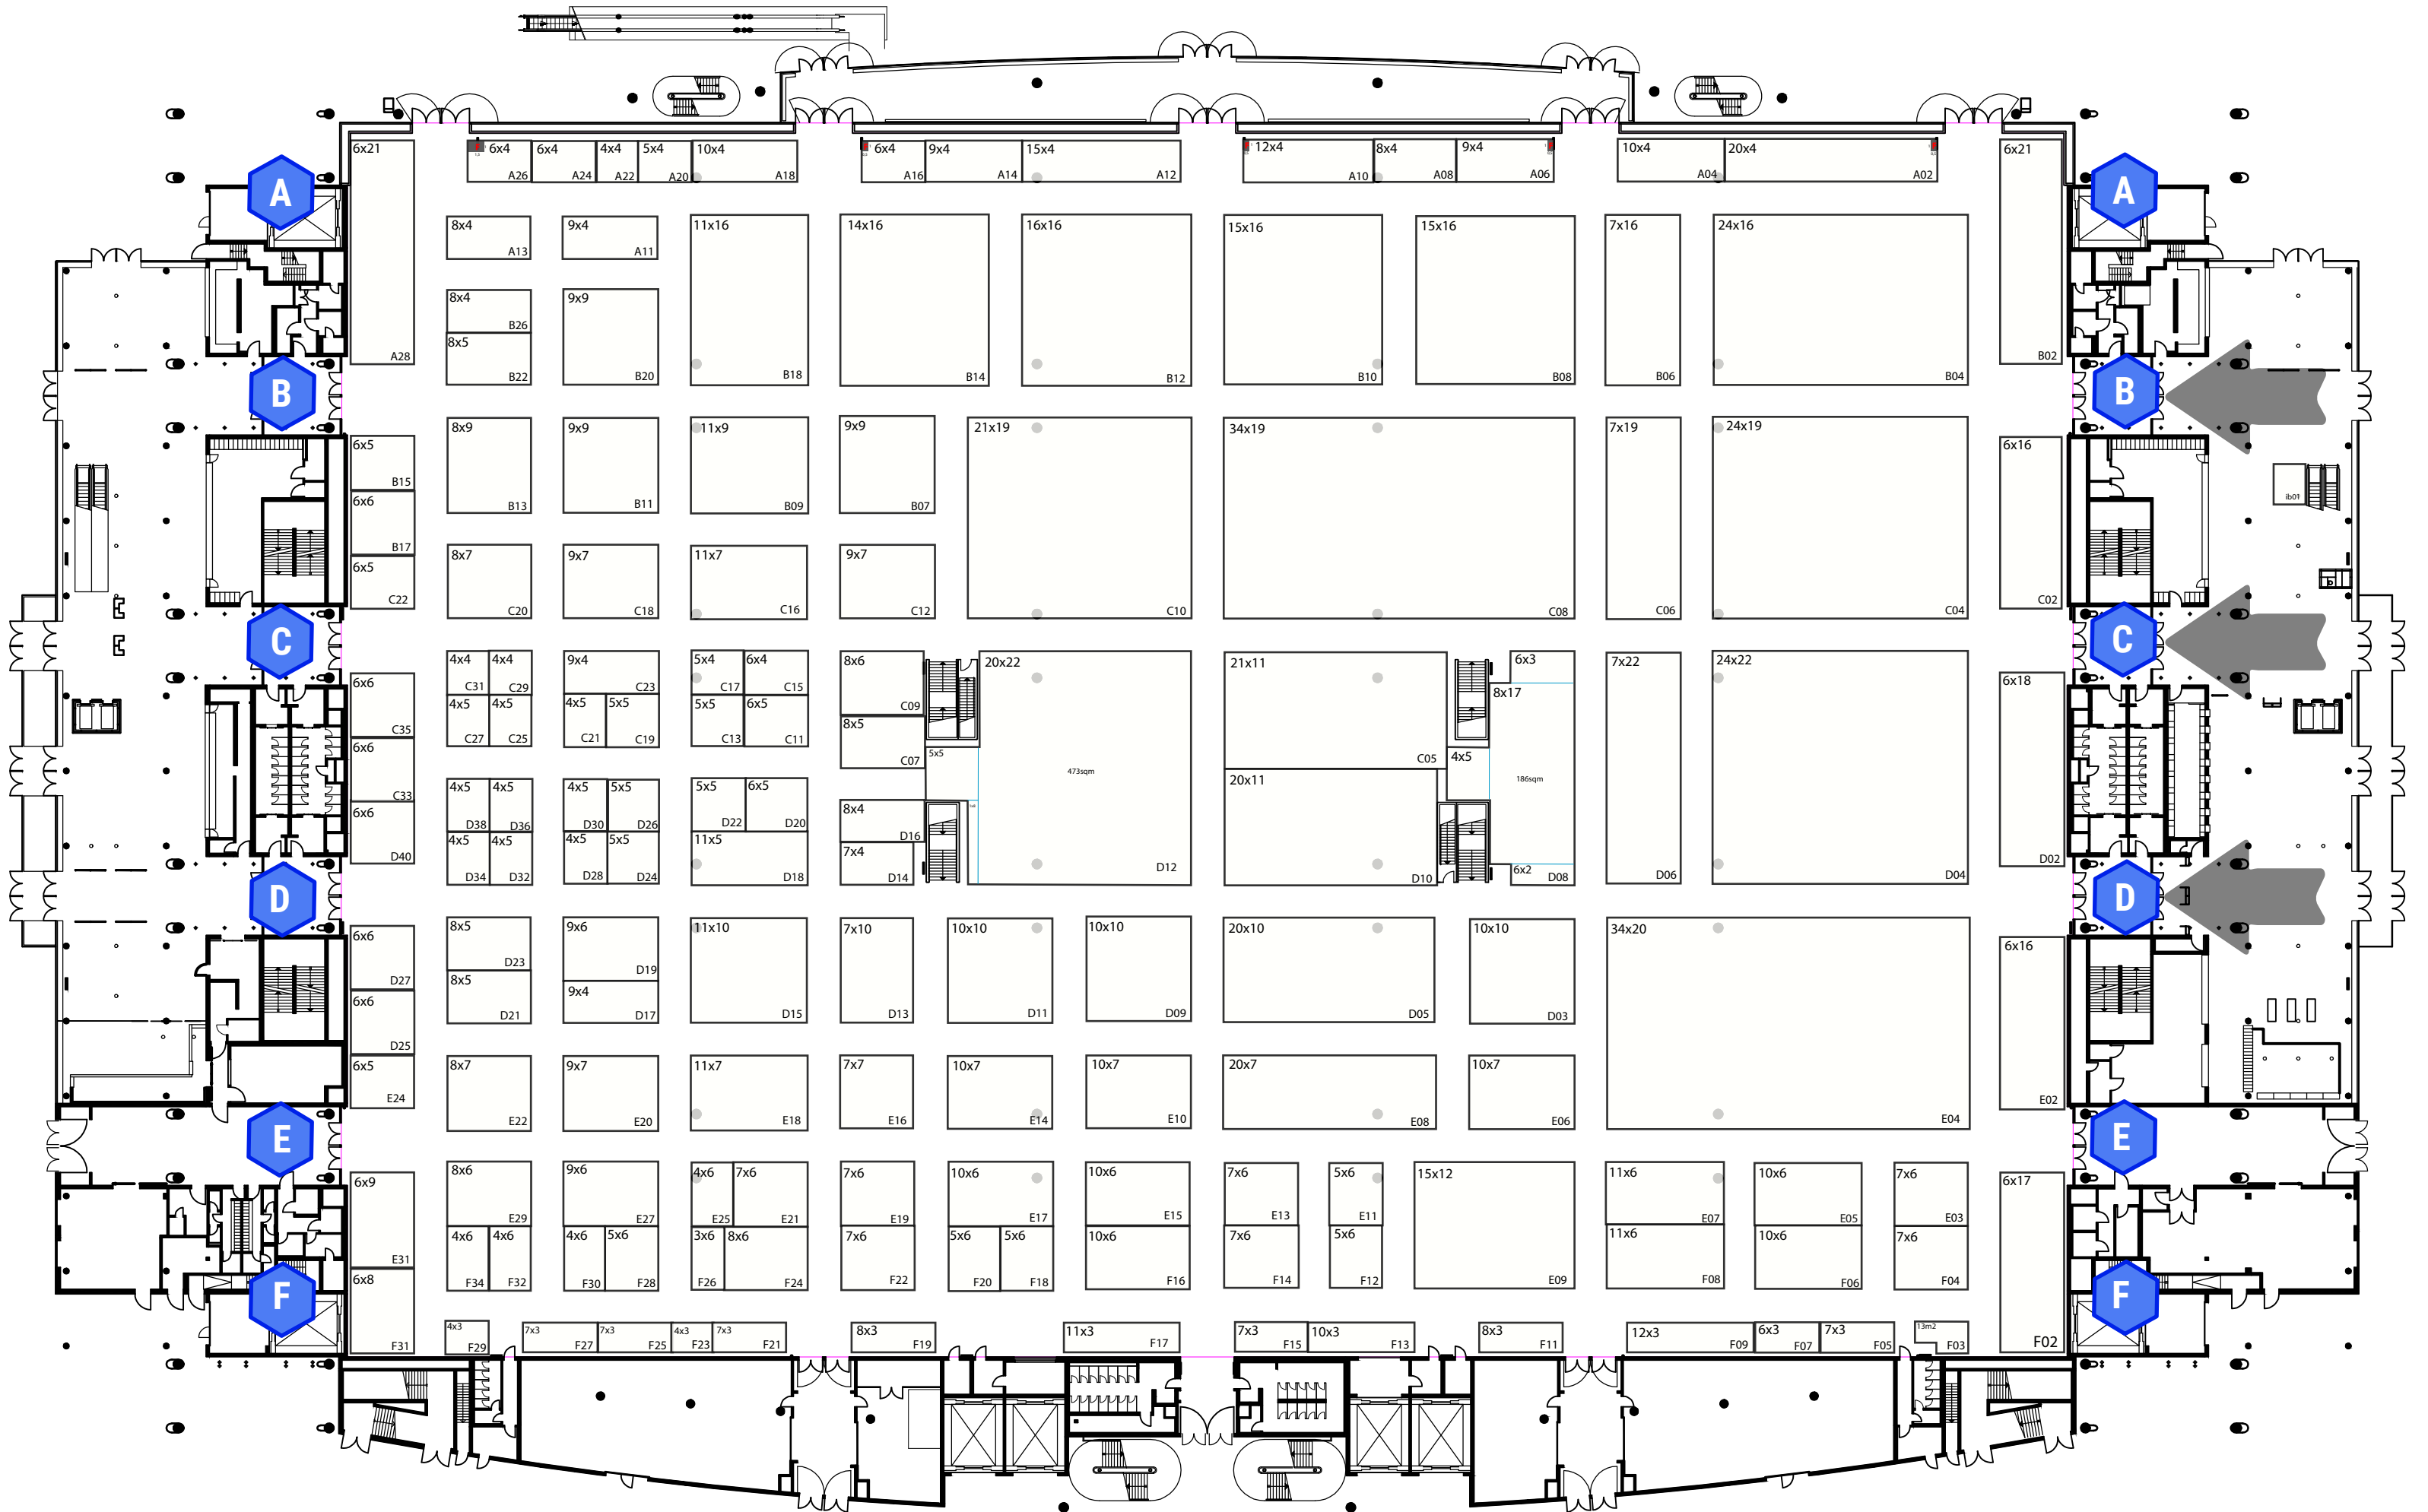 6x21
6x4
6x4
4x4
5x4
10x4
6x4
9x4
15x4
12x4
8x4
9x4
10x4
20x4
6x21
A26
A24
A22
A20
A18
A16
A14
A12
A10
A08
A06
A04
A02
A
A
8x4
A13
9x4
A11
11x16
14x16
16x16
15x16
15x16
7x16
24x16
8x4
B26
9x9
8x5
B22
B20
B18
B14
B12
B10
B08
B06
B04
A28
B02
B
B
6x5
B15
8x9
B13
9x9
B11
11x9
B09
9x9
B07
21x19
34x19
7x19
24x19
6x16
ib01
6x6
B17
6x5
C22
8x7
C20
9x7
C18
11x7
C16
9x7
C12
C10
C08
C06
C04
C02
C
C
6x6
C35
4x4
C31
4x4
C29
9x4
C23
5x4
C17
6x4
C15
8x6
C09
20x22
21x11
6x3
7x22
24x22
6x18
8x17
4x5
C27
4x5
C25
4x5
C21
5x5
C19
5x5
C13
6x5
C11
8x5
C07
5x5
473sqm
C05
4x5
186sqm
6x6
C33
20x11
4x5
D38
4x5
D36
4x5
D30
5x5
D26
5x5
D22
6x5
D20
8x4
D16
6x6
D40
4x5
D34
4x5
D32
4x5
D28
5x5
D24
11x5
D18
7x4
D14
D12
D10
6x2
D08
D06
D04
D02
D
D
6x6
D27
8x5
D23
9x6
D19
11x10
D15
7x10
D13
10x10
D11
10x10
D09
20x10
D05
10x10
D03
34x20
6x16
6x6
D25
8x5
D21
9x4
D17
6x5
E24
8x7
E22
9x7
E20
11x7
E18
7x7
E16
10x7
E14
10x7
E10
20x7
E08
10x7
E06
E04
E02
E
E
6x9
E31
8x6
E29
9x6
E27
4x6
E25
7x6
E21
7x6
E19
10x6
E17
10x6
E15
7x6
E13
5x6
E11
15x12
E09
11x6
E07
10x6
E05
7x6
E03
6x17
6x8
F31
4x6
F34
4x6
F32
4x6
F30
5x6
F28
3x6
F26
8x6
F24
7x6
F22
5x6
F20
5x6
F18
10x6
F16
7x6
F14
5x6
F12
11x6
F08
10x6
F06
7x6
F04
F
F
4x3
F29
7x3
F27
7x3
F25
4x3
F23
7x3
F21
8x3
F19
11x3
F17
7x3
F15
10x3
F13
8x3
F11
12x3
F09
6x3
F07
7x3
F05
13m2
F03
F02